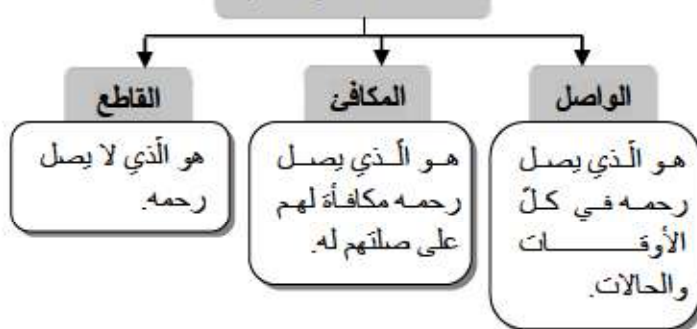 الواصل
هو الّذي يصل
رحمه في كلّ
الأوقات
والحالات.
المكافئ
هو الّذي يصل
رحمه مكافأة لهم
على صلتهم له.
القاطع
هو الّذي لا يصل
رحمه.